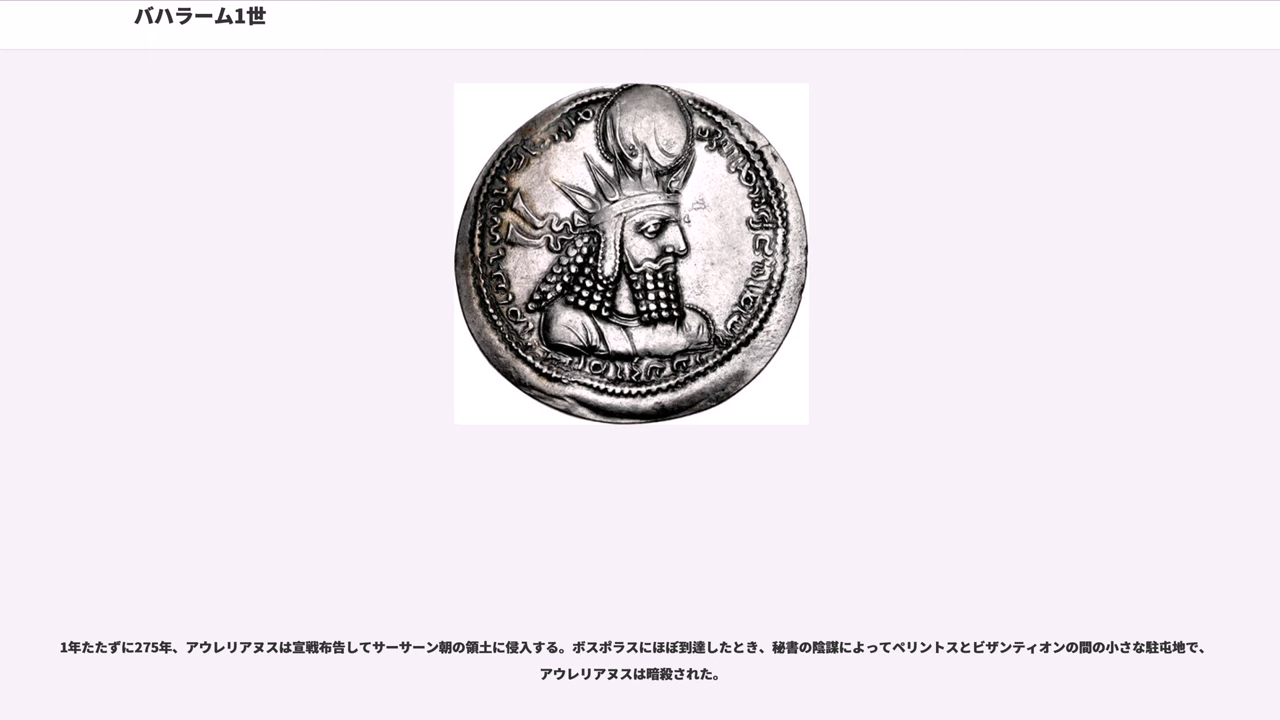 バハラーム1世
1年たたずに275年、アウレリアヌスは宣戦布告してサーサーン朝の領土に侵入する。ボスポラスにほぼ到達したとき、秘書の陰謀によってペリントスとビザンティオンの間の小さな駐屯地で、
アウレリアヌスは暗殺された。